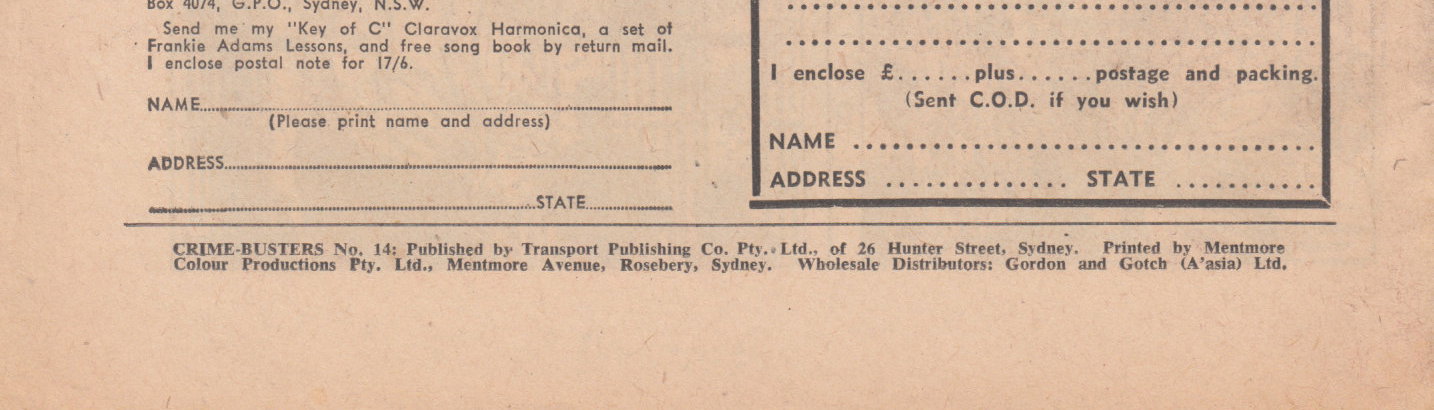 Box 4074, G.P.O., Sydney, N.S.W.
Send me my "Key of C" Claravox Harmonica, a set of
Frankie Adams Lessons, and free song book by return mail.
I enclose postal note for 17/6.
NAME
(Please print name and address)
ADDRESS
STATE
I enclose £......plus......postage and packing.
(Sent C.O.D. if you wish)
NAME
ADDRESS STATE
CRIME-BUSTERS No. 14: Published by Transport Publishing Co. Pty. Ltd., of 26 Hunter Street, Sydney. Printed by Mentmore
Colour Productions Pty. Ltd., Mentmore Avenue, Rosebery, Sydney. Wholesale Distributors: Gordon and Gotch (A'asia) Ltd.